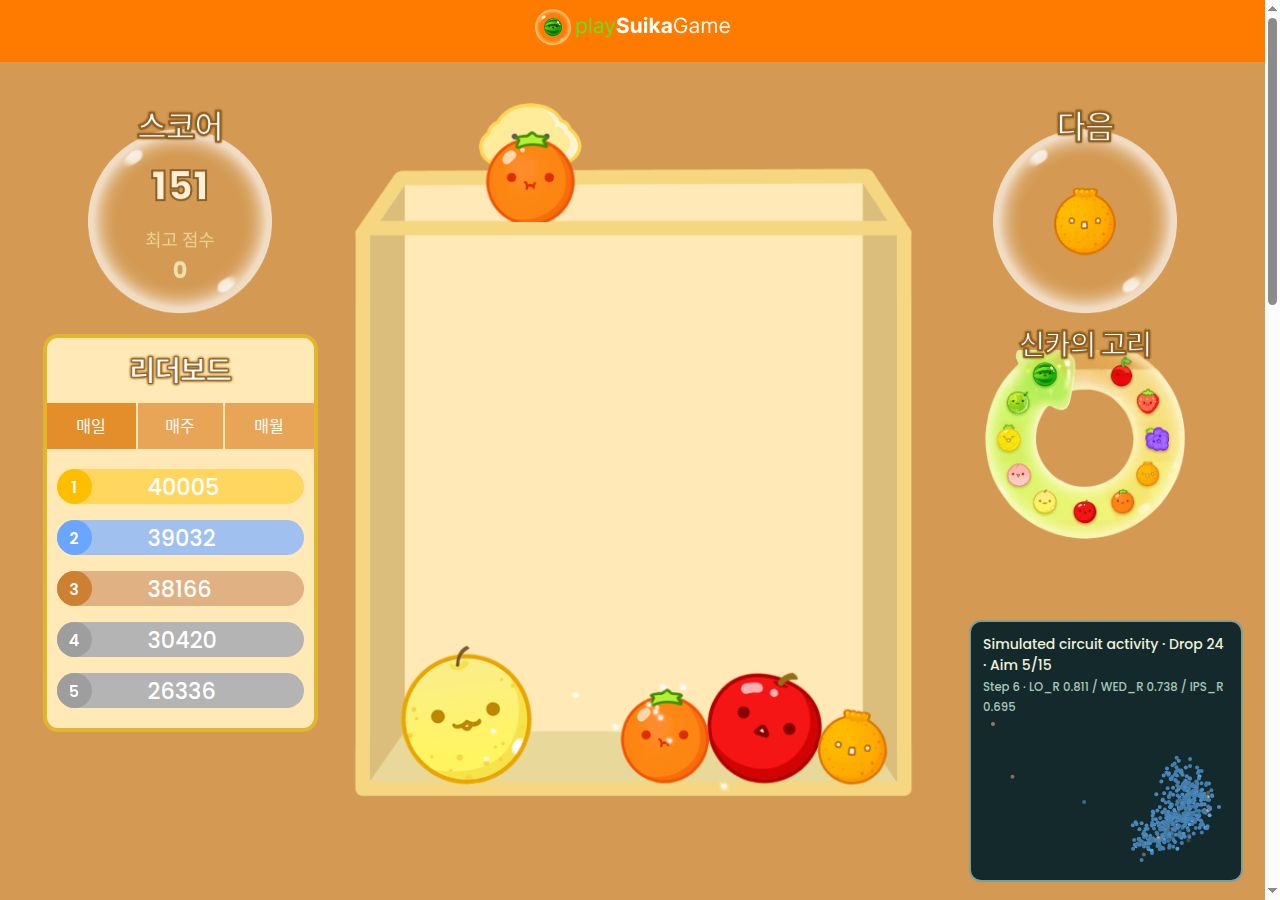 playSuikaGame
스코어
151
최고 점수
0
다음
신카의 고리
리더보드
매일 매주 매월
1 40005
2 39032
3 38166
4 30420
5 26336
Simulated circuit activity · Drop 24
· Aim 5/15
Step 6 · LO_R 0.811 / WED_R 0.738 / IPS_R
0.695